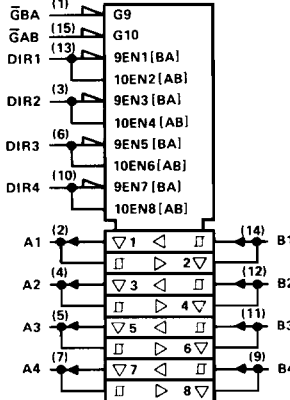 G̅BA (1) G9
G̅AB (15) G10
DIR1 (13) 9EN1[BA]
10EN2[AB]
DIR2 (3) 9EN3[BA]
10EN4[AB]
DIR3 (6) 9EN5[BA]
10EN6[AB]
DIR4 (10) 9EN7[BA]
10EN8[AB]
A1 (2) ▽1 ◁ (14) B1
▷ 2▽
A2 (4) ▽3 ◁ (12) B2
▷ 4▽
A3 (5) ▽5 ◁ (11) B3
▷ 6▽
A4 (7) ▽7 ◁ (9) B4
▷ 8▽